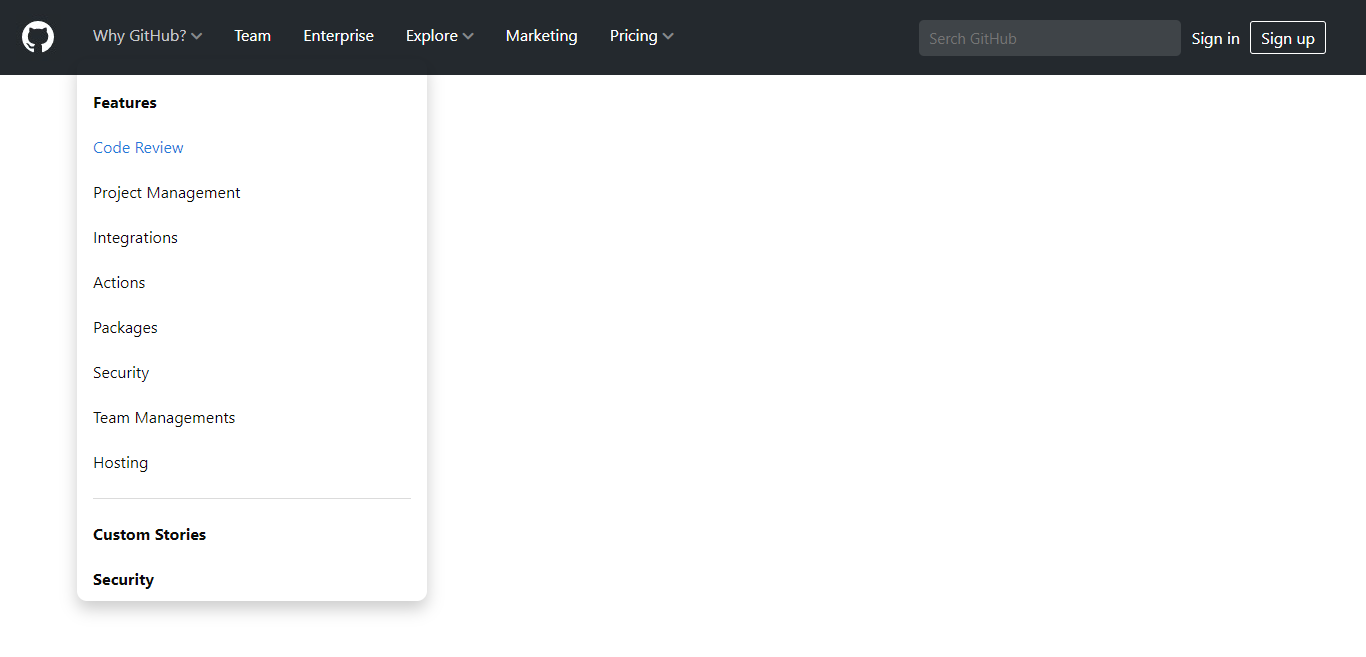 Why GitHub? Team Enterprise Explore Marketing Pricing Serch GitHub Sign in Sign up
Features
Code Review
Project Management
Integrations
Actions
Packages
Security
Team Managements
Hosting
Custom Stories
Security